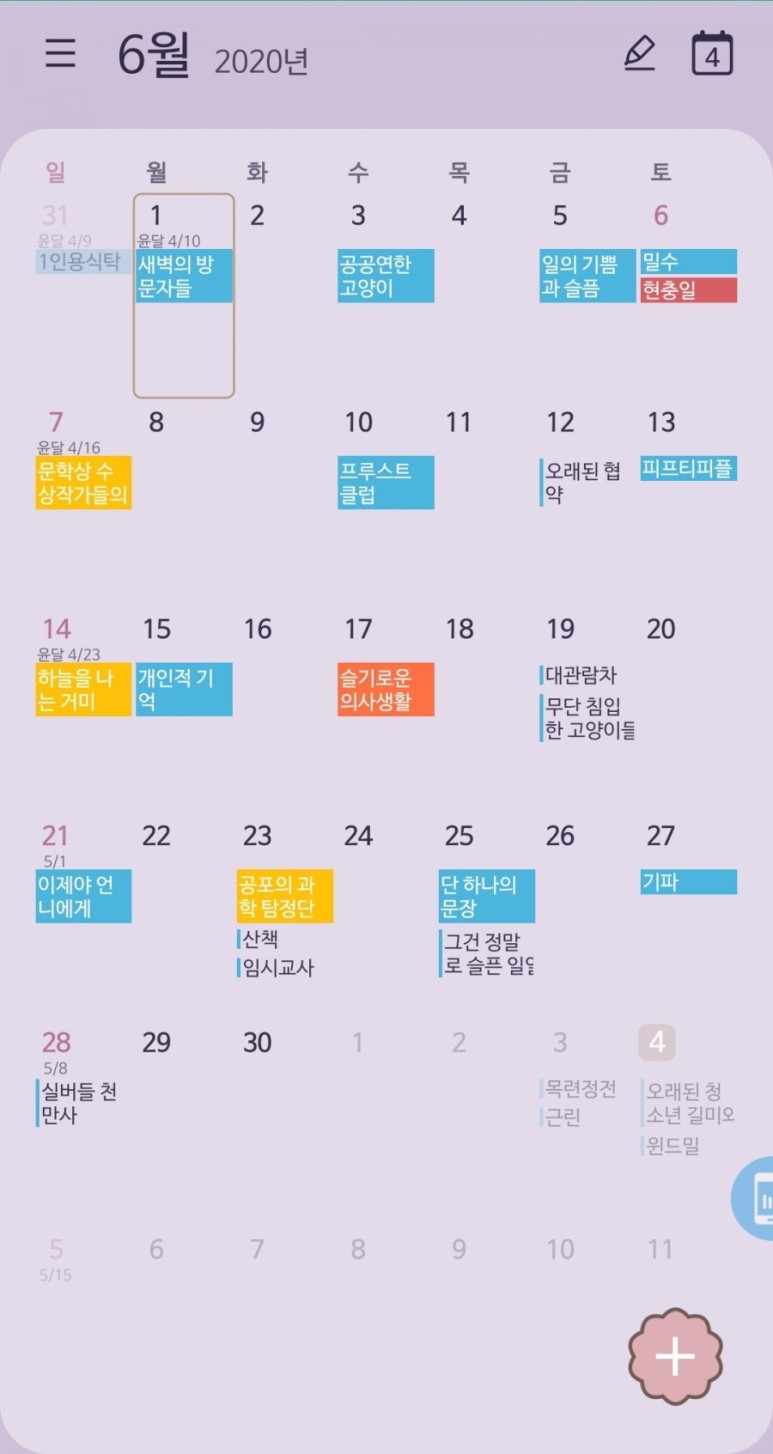 6월 2020년
4
일 월 화 수 목 금 토
31 1 2 3 4 5 6
윤달 4/9 윤달 4/10
1인용식탁
새벽의 방
문자들
공공연한
고양이
일의 기쁨
과 슬픔
밀수
현충일
7 8 9 10 11 12 13
윤달 4/16
문학상 수
상작가들의
프루스트
클럽
오래된 협
약
피프티피플
14 15 16 17 18 19 20
윤달 4/23
하늘을 나
는 거미
개인적 기
억
슬기로운
의사생활
대관람차
무단 침입
한 고양이들
21 22 23 24 25 26 27
5/1
이제야 언
니에게
공포의 과
학 탐정단
산책
임시교사
단 하나의
문장
그건 정말
로 슬픈 일일
기파
28 29 30 1 2 3 4
5/8
실버들 천
만사
목련정전
근린
오래된 청
소년 길미오
윈드밀
5 6 7 8 9 10 11
5/15